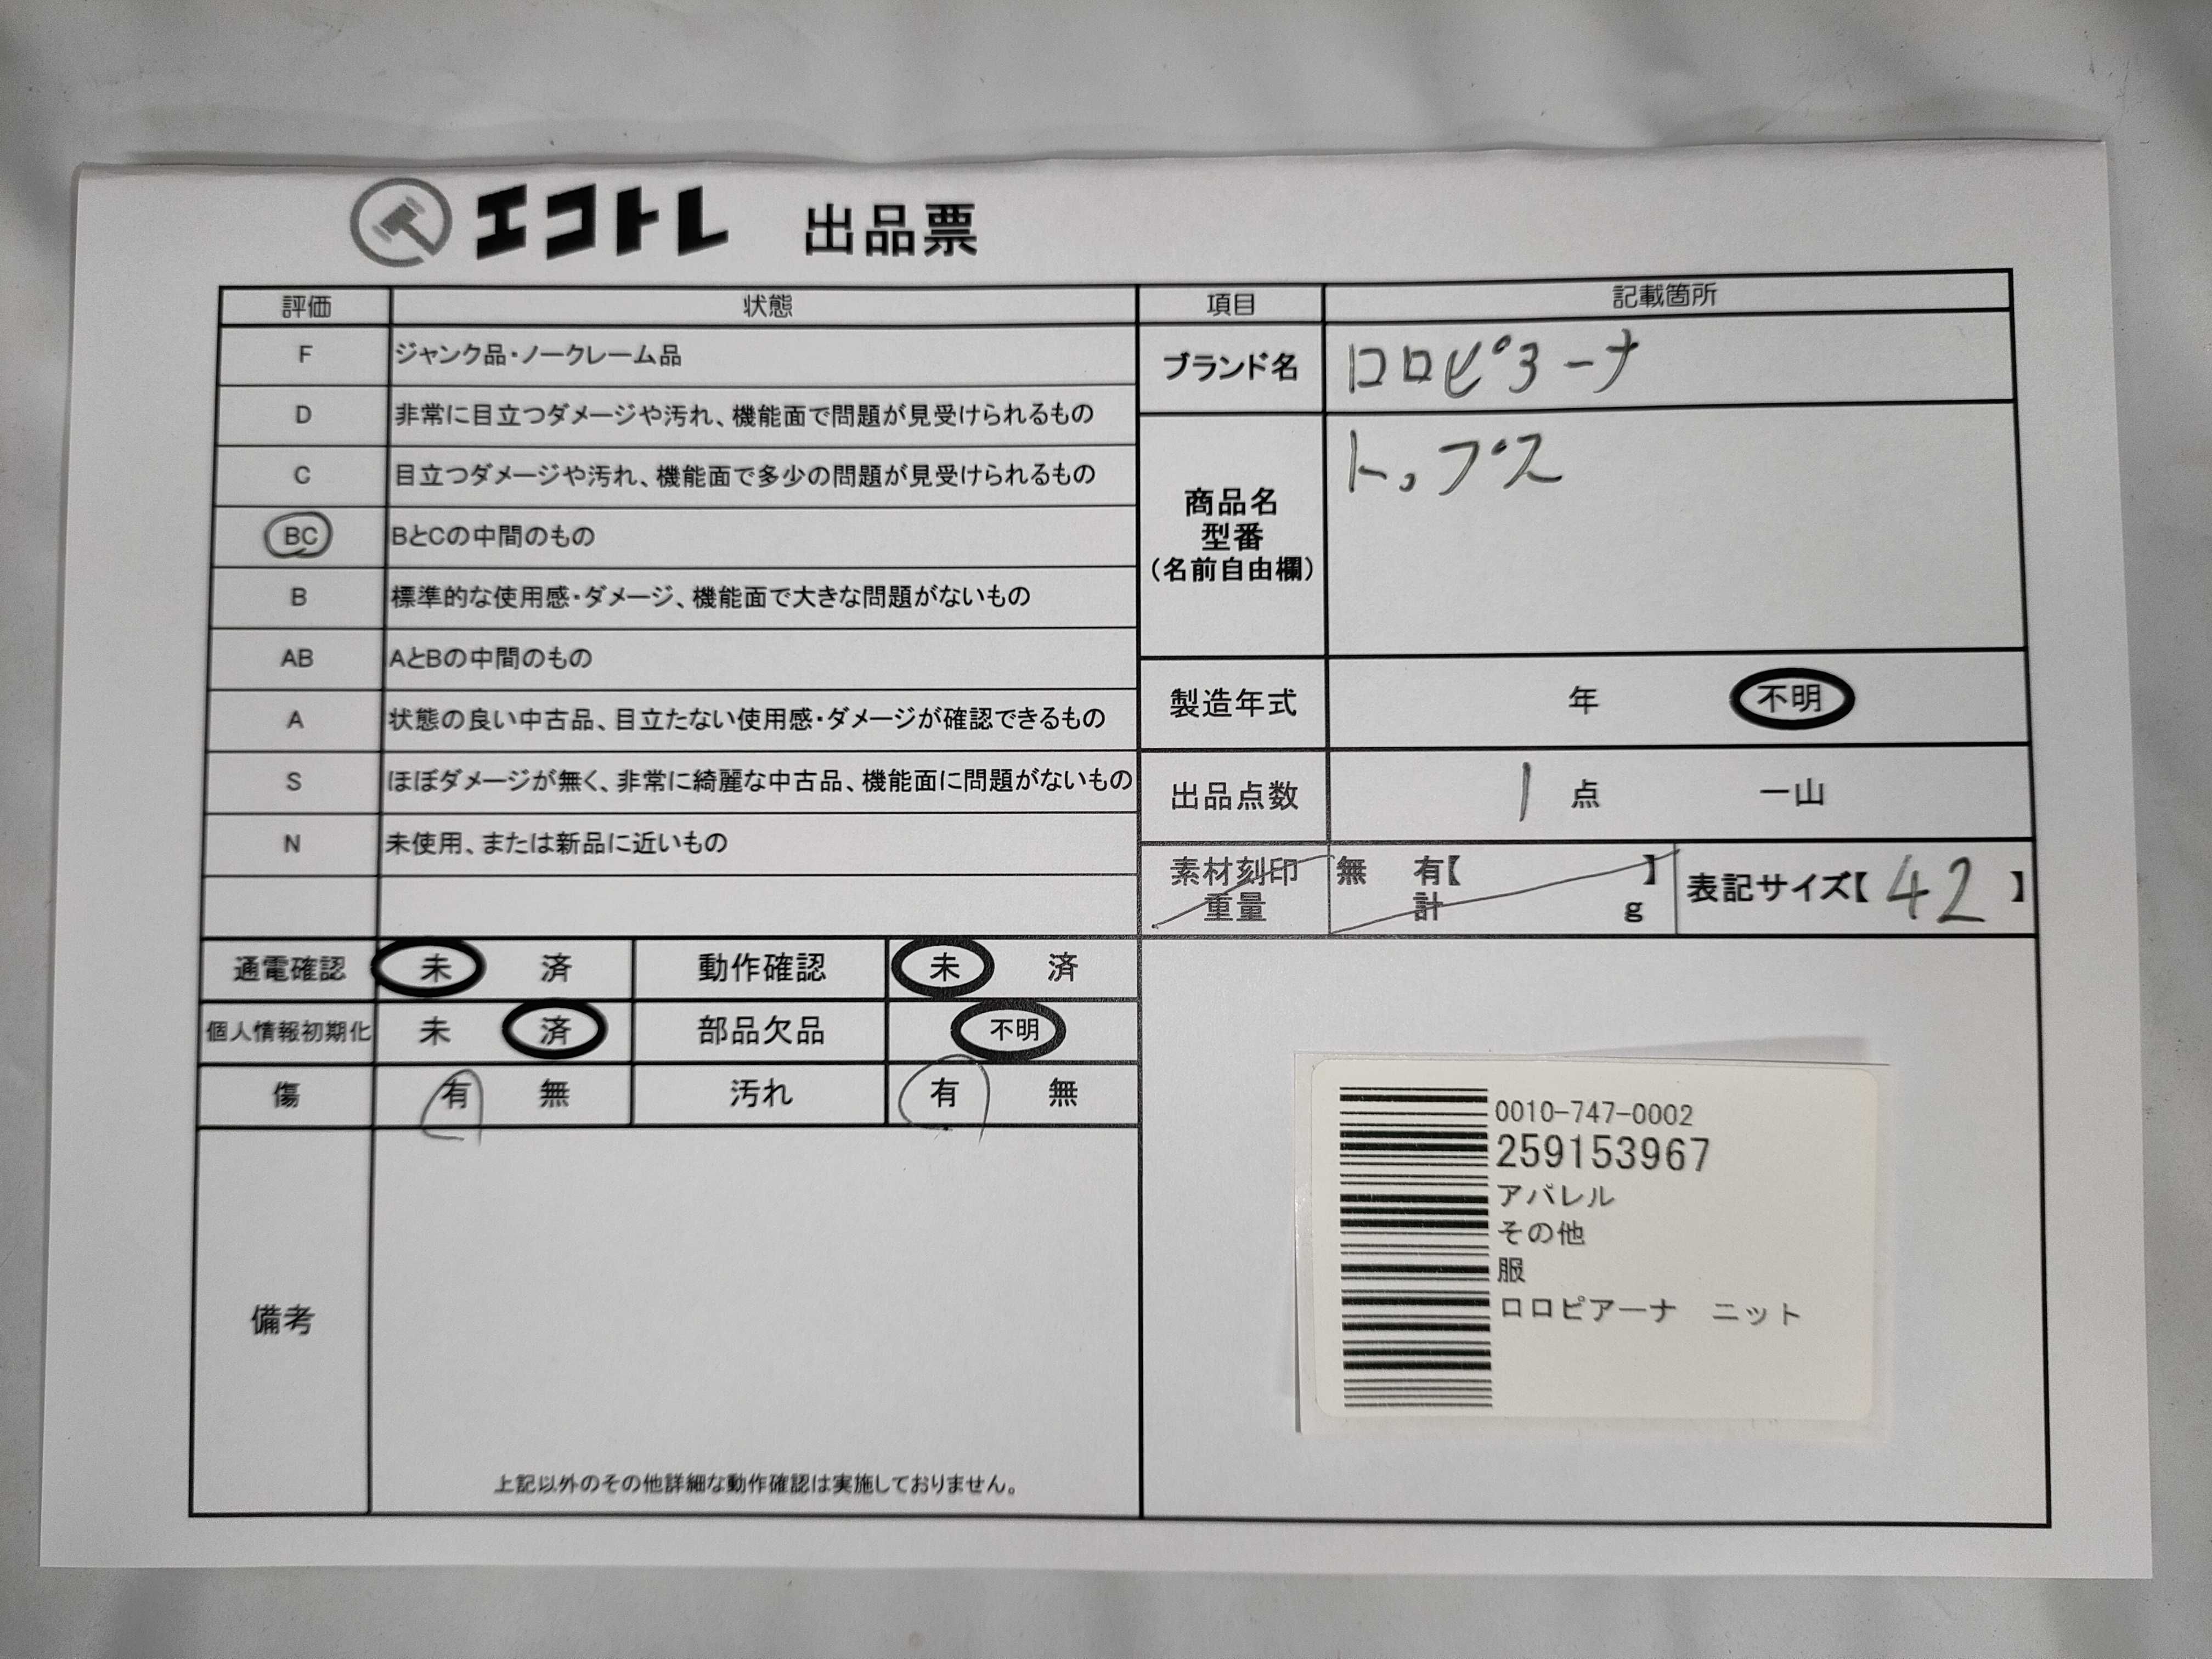 エコトレ 出品票
評価 状態
F ジャンク品・ノークレーム品
D 非常に目立つダメージや汚れ、機能面で問題が見受けられるもの
C 目立つダメージや汚れ、機能面で多少の問題が見受けられるもの
BC BとCの中間のもの
B 標準的な使用感・ダメージ、機能面で大きな問題がないもの
AB AとBの中間のもの
A 状態の良い中古品、目立たない使用感・ダメージが確認できるもの
S ほぼダメージが無く、非常に綺麗な中古品、機能面に問題がないもの
N 未使用、または新品に近いもの
項目 記載箇所
ブランド名 ロロピヨーナ
商品名
型番
（名前自由欄）
トップス
製造年式 年 不明
出品点数 1 点 一山
素材刻印 無 有【 】
重量 計 g
表記サイズ【 42 】
通電確認 未 済 動作確認 未 済
個人情報初期化 未 済 部品欠品 不明
傷 有 無 汚れ 有 無
備考
上記以外のその他詳細な動作確認は実施しておりません。
0010-747-0002
259153967
アパレル
その他
服
ロロピアーナ ニット